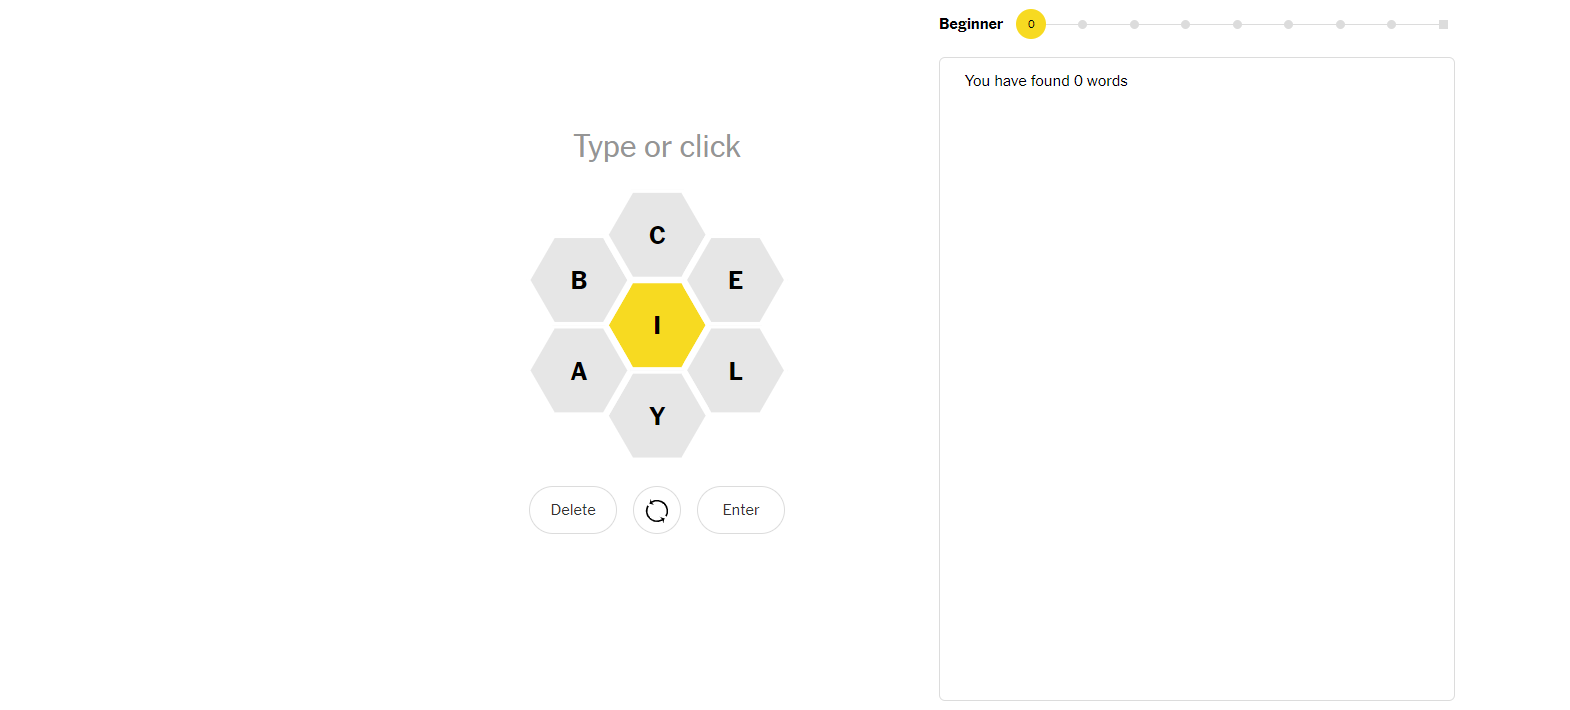 Beginner 0
You have found 0 words
Type or click
C
B E
I
A L
Y
Delete Enter